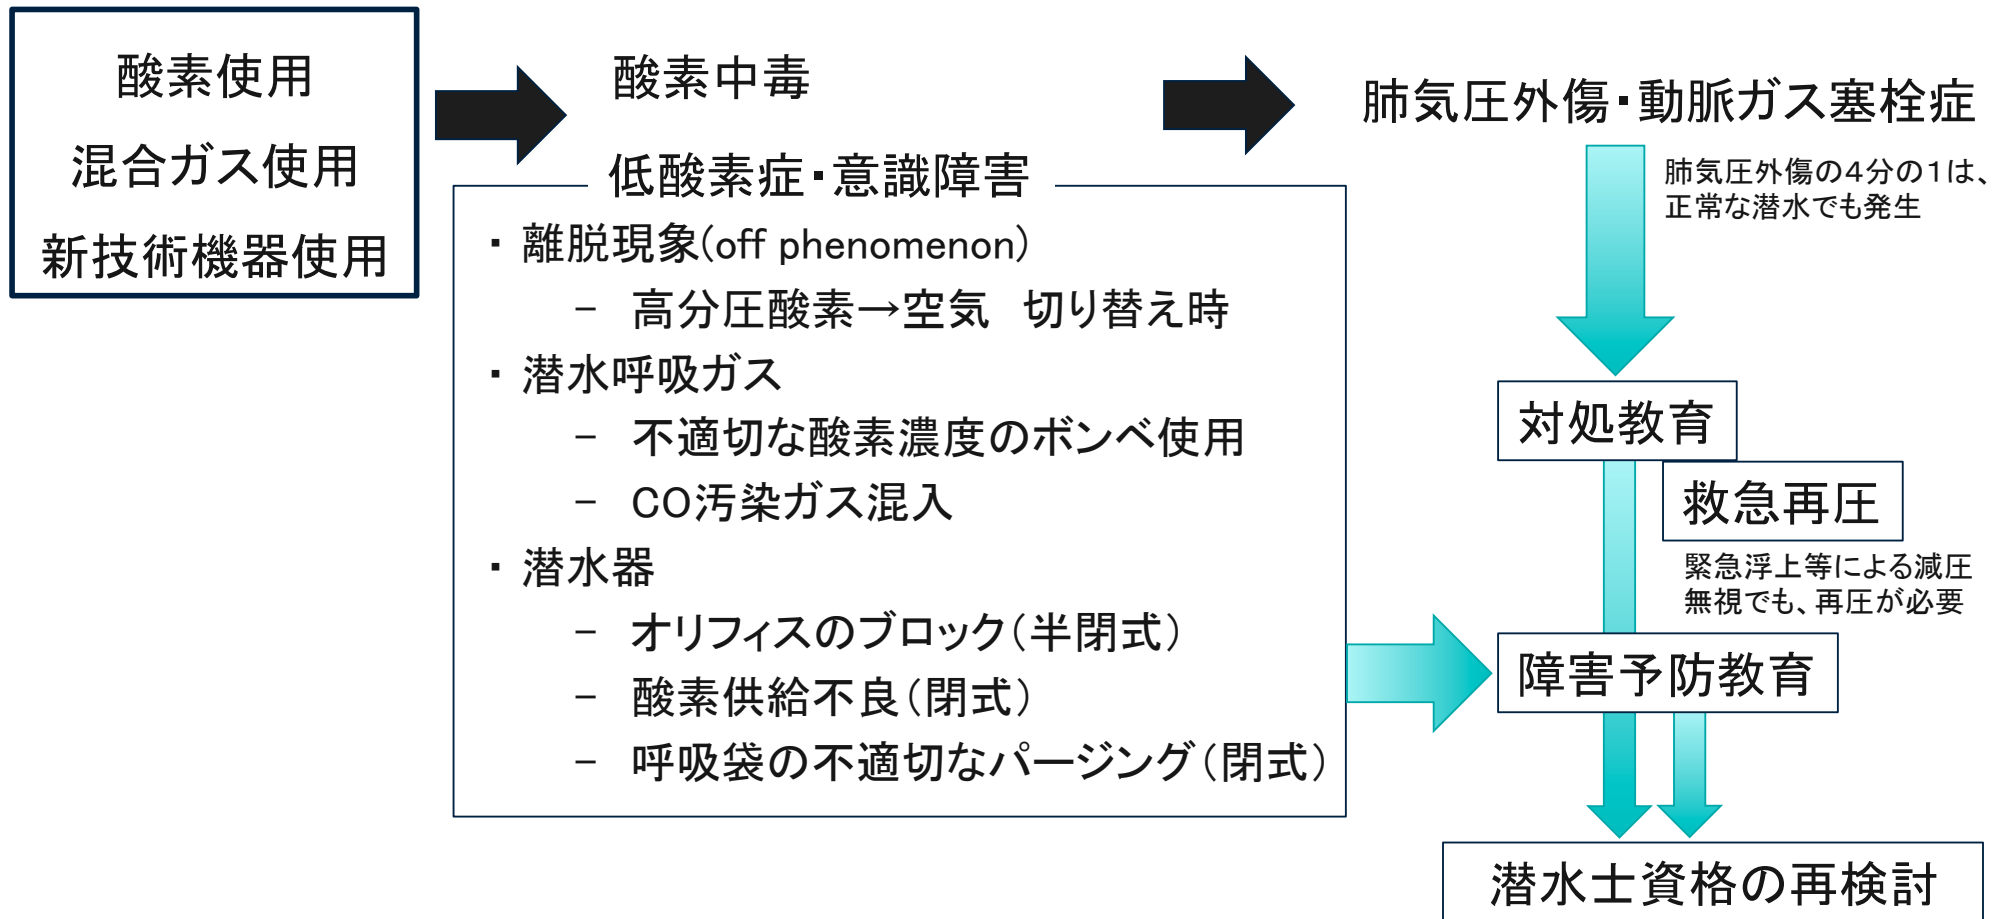 酸素使用
混合ガス使用
新技術機器使用
酸素中毒
低酸素症・意識障害
・ 離脱現象(off phenomenon)
－ 高分圧酸素→空気　切り替え時
・ 潜水呼吸ガス
－ 不適切な酸素濃度のボンベ使用
－ CO汚染ガス混入
・ 潜水器
－ オリフィスのブロック（半閉式）
－ 酸素供給不良（閉式）
－ 呼吸袋の不適切なパージング（閉式）
肺気圧外傷・動脈ガス塞栓症
肺気圧外傷の4分の1は、
正常な潜水でも発生
対処教育
救急再圧
緊急浮上等による減圧
無視でも、再圧が必要
障害予防教育
潜水士資格の再検討